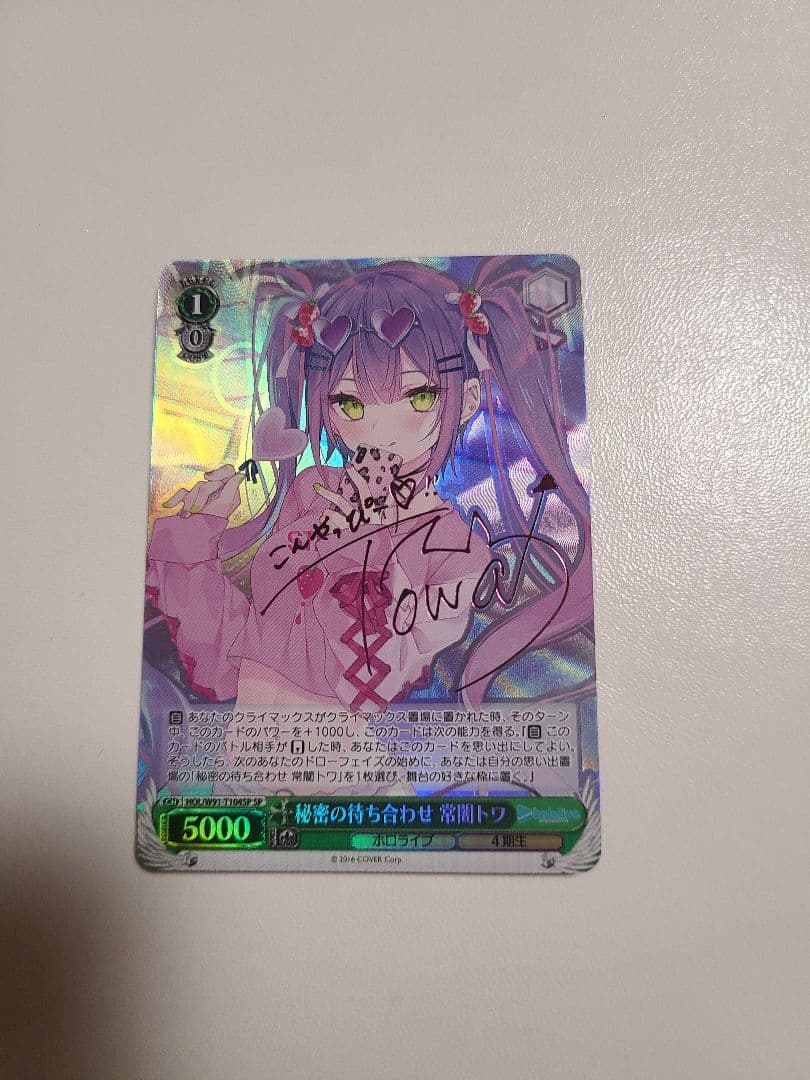 LEVEL
1
0
COST
こんやっぴー♡!!
Towa
自 あなたのクライマックスがクライマックス置場に置かれた時、そのターン
中、このカードのパワーを+1000し、このカードは次の能力を得る。『自 この
カードのバトル相手がした時、あなたはこのカードを思い出にしてよい。
そうしたら、次のあなたのドローフェイズの始めに、あなたは自分の思い出置
場の「秘密の待ち合わせ 常闇トワ」を1枚選び、舞台の好きな枠に置く。』
HOL/W91-T104SP SP
5000
秘密の待ち合わせ 常闇トワ
hololive
ホロライブ
4期生
© 2016 COVER Corp.